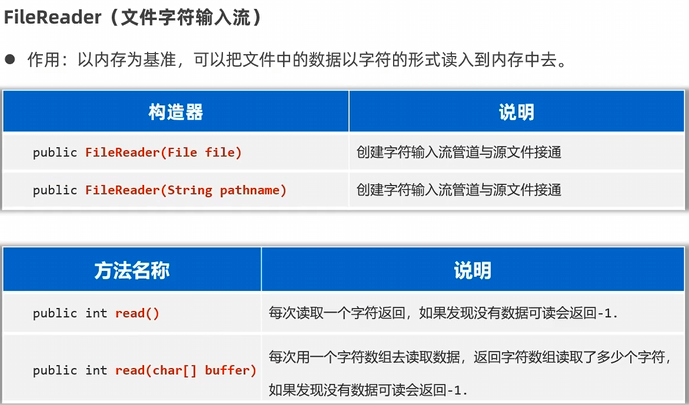 FileReader（文件字符输入流）
● 作用：以内存为基准，可以把文件中的数据以字符的形式读入到内存中去。
构造器 说明
public FileReader(File file) 创建字符输入流管道与源文件接通
public FileReader(String pathname) 创建字符输入流管道与源文件接通
方法名称 说明
public int read() 每次读取一个字符返回，如果发现没有数据可读会返回-1.
public int read(char[] buffer) 每次用一个字符数组去读取数据，返回字符数组读取了多少个字符，
如果发现没有数据可读会返回-1.